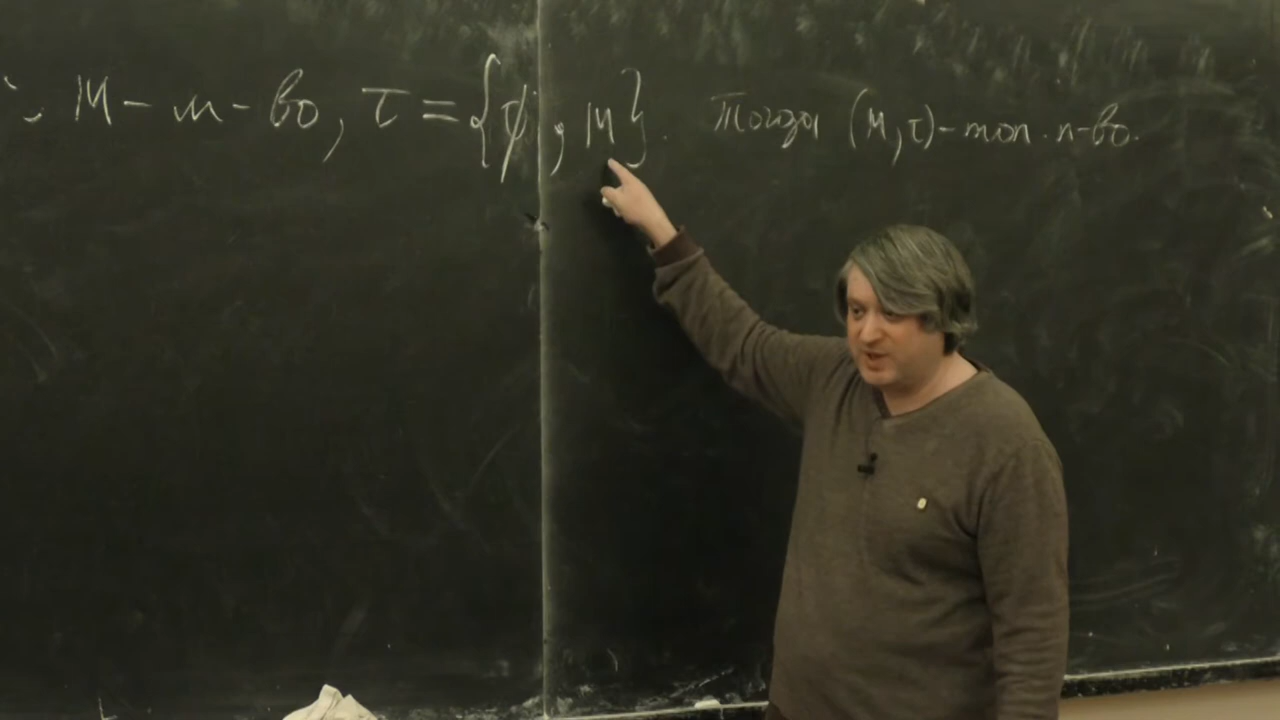 M - м-во, τ = {ϕ, M}. Тогда (M, τ) - топ. п-во.